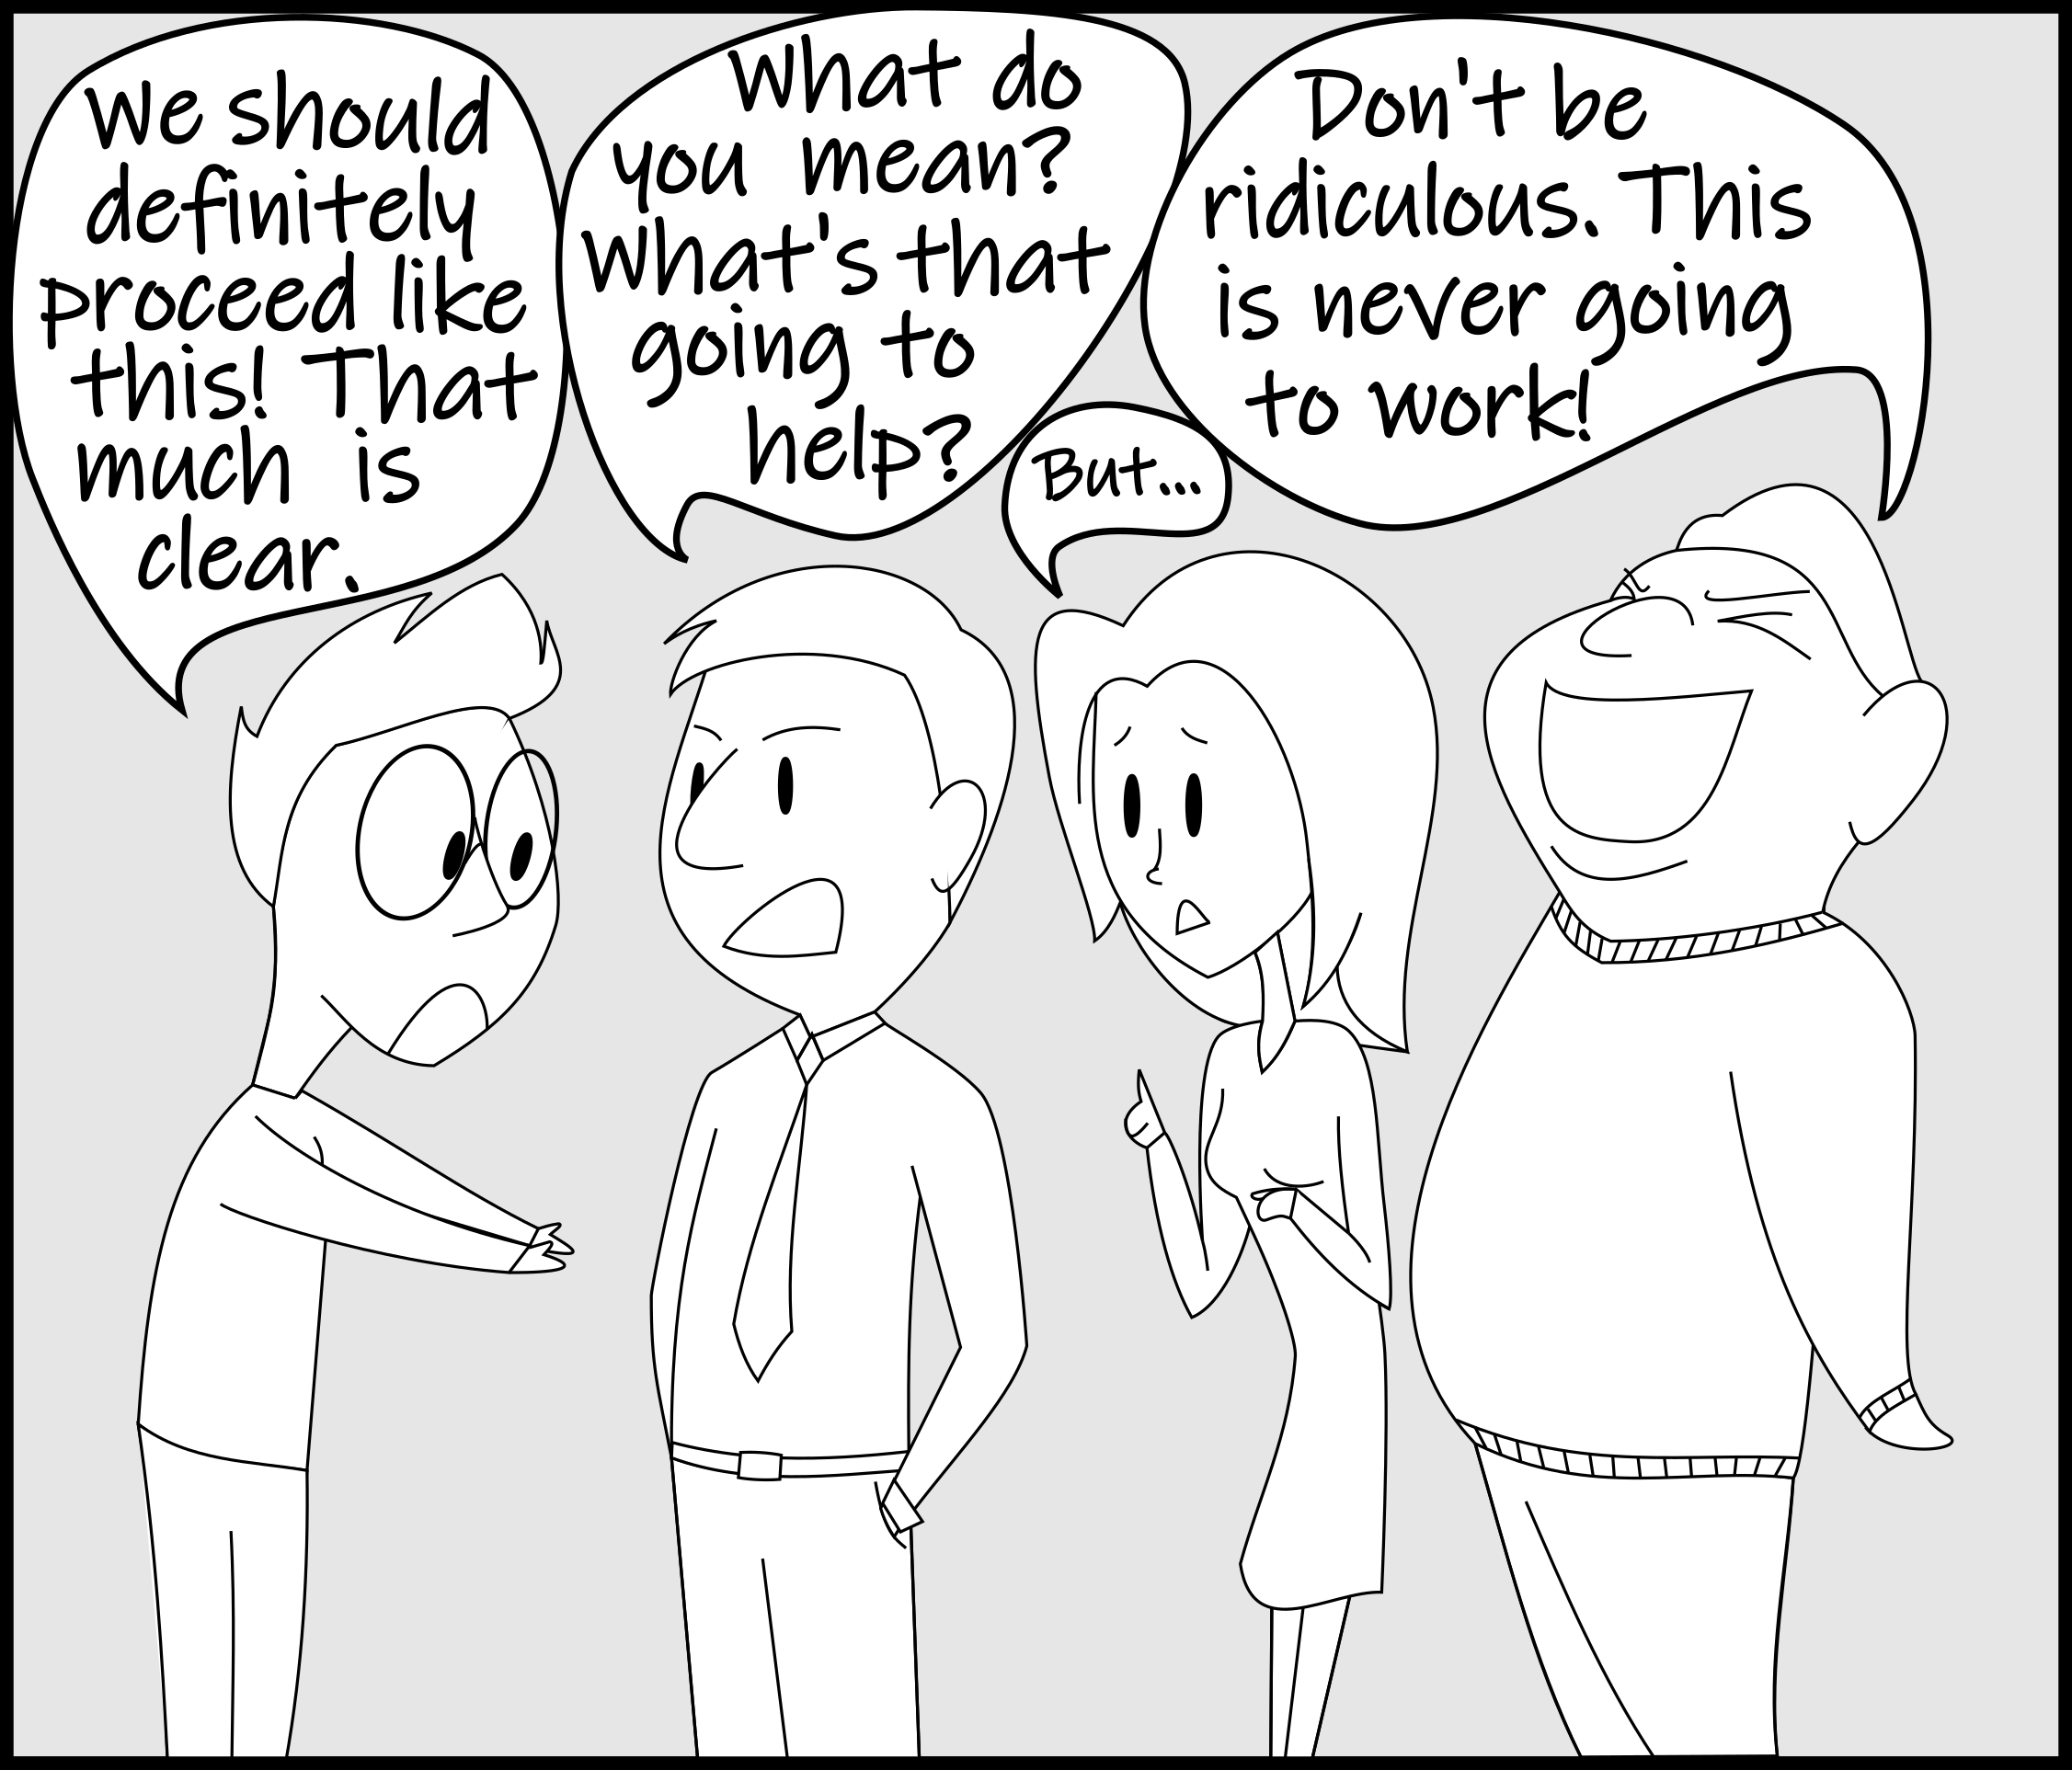 We should
definitely
proceed like
this! That
much is
clear.
What do
you mean?
What's that
going to
help?
But...
Don't be
ridiculous. This
is never going
to work!